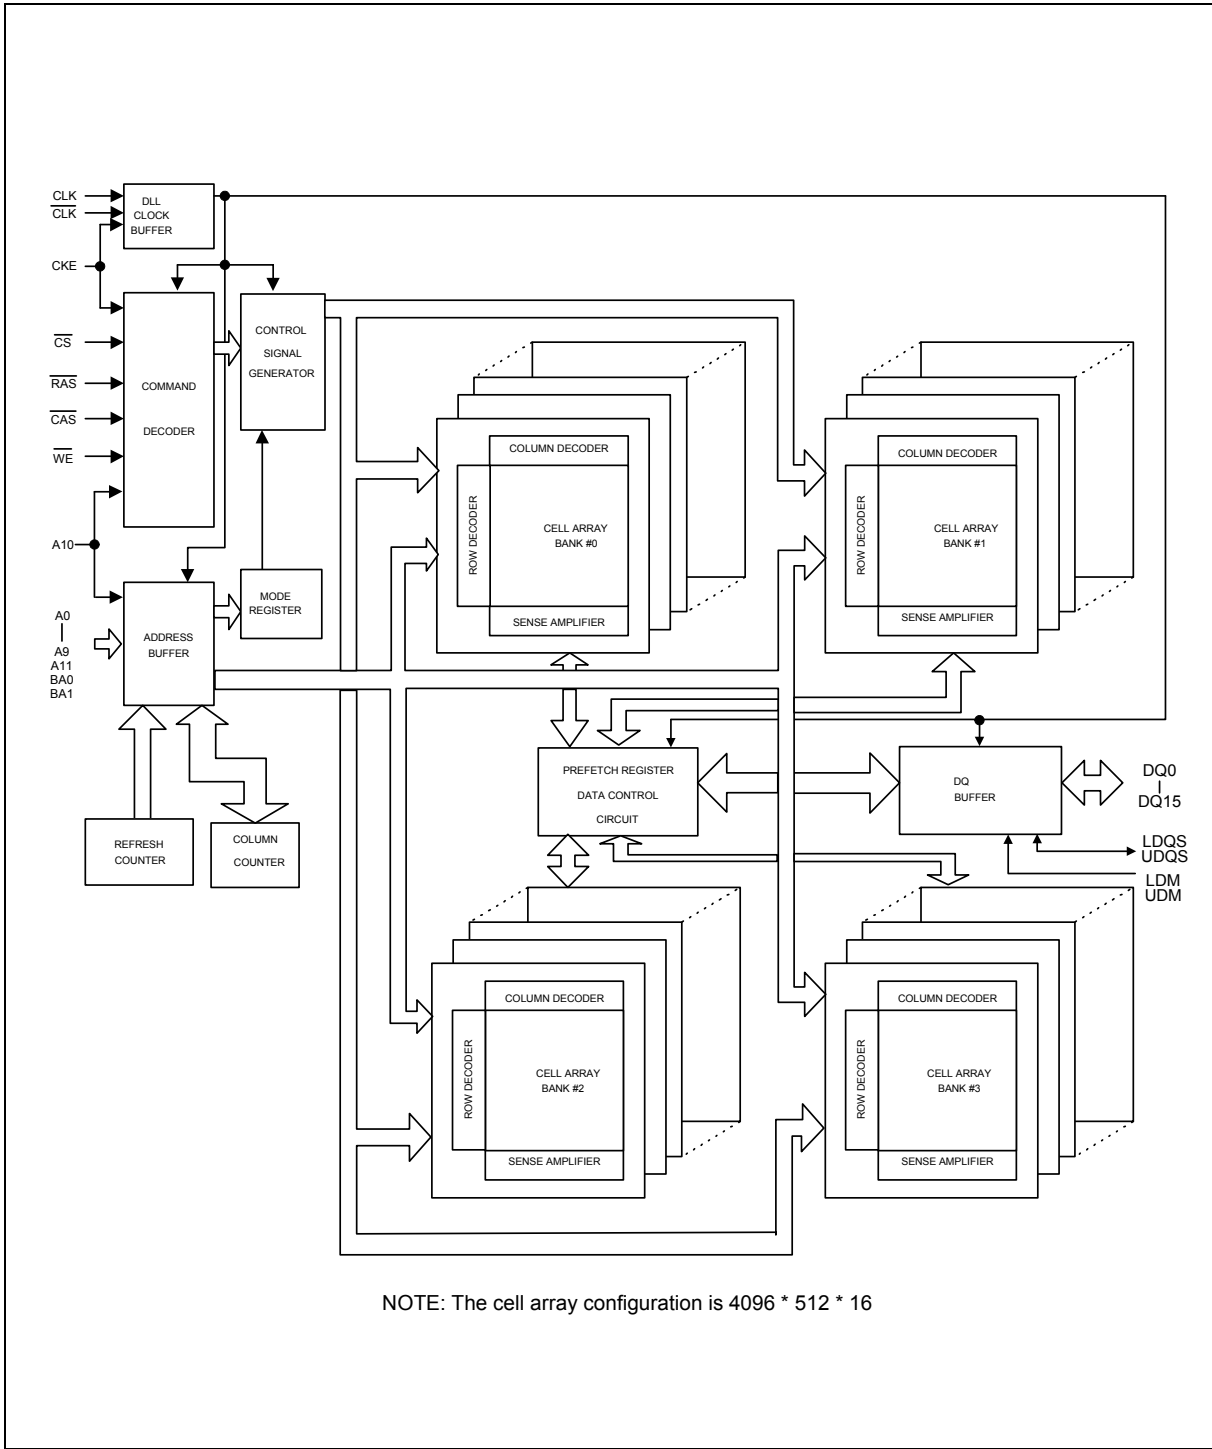 CLK
CLK
CKE
CS
RAS
CAS
WE
A10
A0
A9
A11
BA0
BA1
DLL
CLOCK
BUFFER
COMMAND
DECODER
CONTROL
SIGNAL
GENERATOR
MODE
REGISTER
ADDRESS
BUFFER
REFRESH
COUNTER
COLUMN
COUNTER
COLUMN DECODER
ROW DECODER
CELL ARRAY
BANK #0
SENSE AMPLIFIER
COLUMN DECODER
ROW DECODER
CELL ARRAY
BANK #1
SENSE AMPLIFIER
PREFETCH REGISTER
DATA CONTROL
CIRCUIT
DQ
BUFFER
DQ0
DQ15
LDQS
UDQS
LDM
UDM
COLUMN DECODER
ROW DECODER
CELL ARRAY
BANK #2
SENSE AMPLIFIER
COLUMN DECODER
ROW DECODER
CELL ARRAY
BANK #3
SENSE AMPLIFIER
NOTE: The cell array configuration is 4096 * 512 * 16